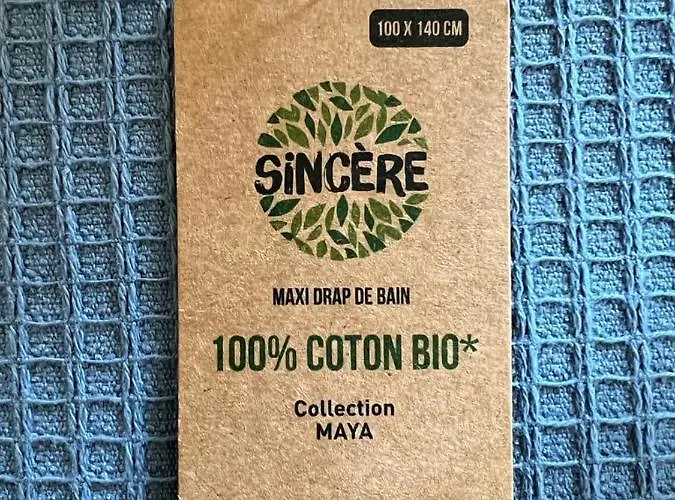 100 X 140 CM
SiNCÈRE
MAXI DRAP DE BAIN
100% COTON BIO*
Collection
MAYA